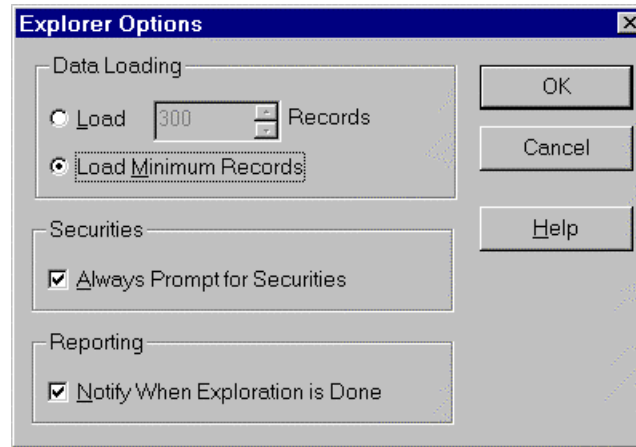 Explorer Options
Data Loading
Load 300 Records
Load Minimum Records
Securities
Always Prompt for Securities
Reporting
Notify When Exploration is Done
OK
Cancel
Help